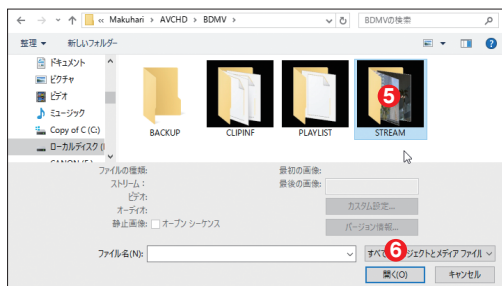 « Makuhari › AVCHD › BDMV ›
BDMVの検索
整理 ▼ 新しいフォルダー
ドキュメント
ピクチャ
ビデオ
ミュージック
Copy of C (C:)
ローカルディスク (
BACKUP
CLIPINF
PLAYLIST
STREAM
5
ファイルの種類:
ストリーム :
ビデオ:
オーディオ:
静止画像: オープン シーケンス
最初の画像:
最後の画像:
カスタム設定...
バージョン情報...
ファイル名(N):
6
ジェクトとメディア ファイル
開く(O)
キャンセル